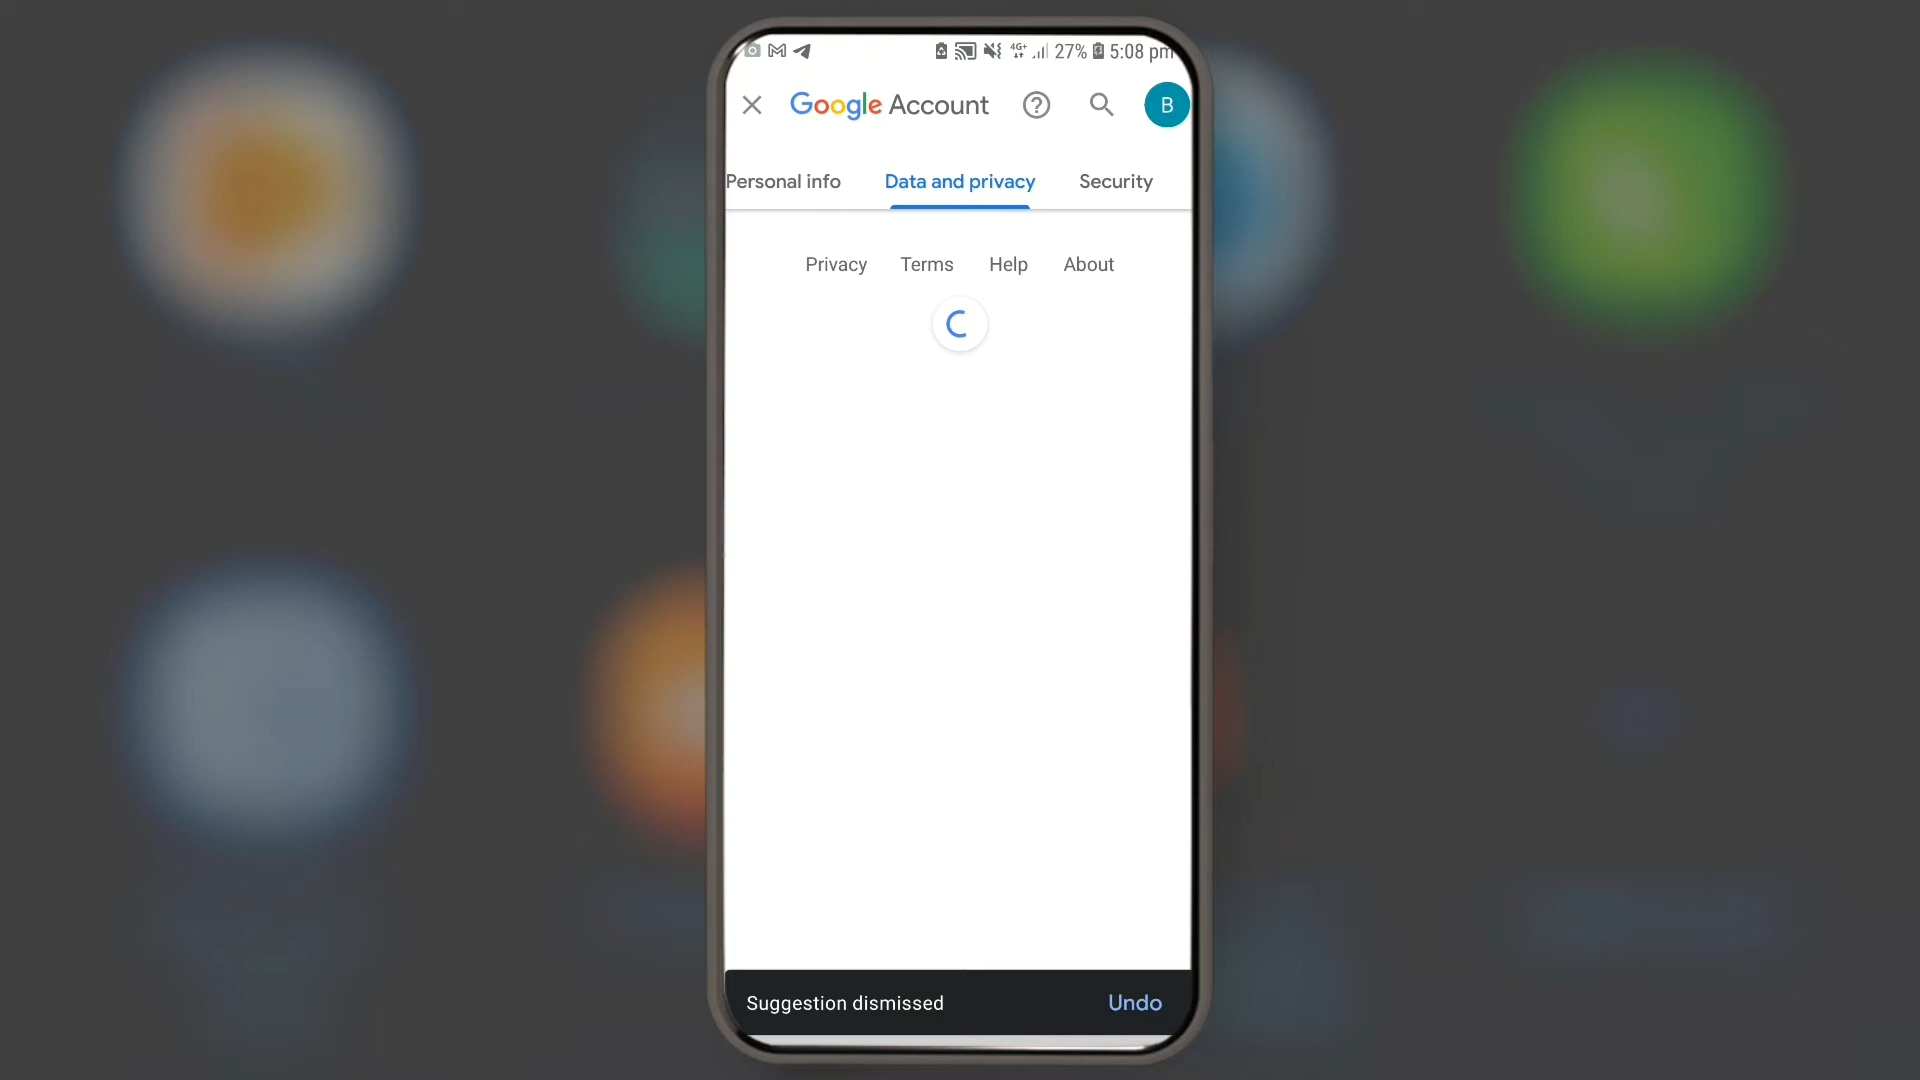 4G+ 27% 5:08 pm
Google Account B
Personal info Data and privacy Security
Privacy Terms Help About
Suggestion dismissed Undo